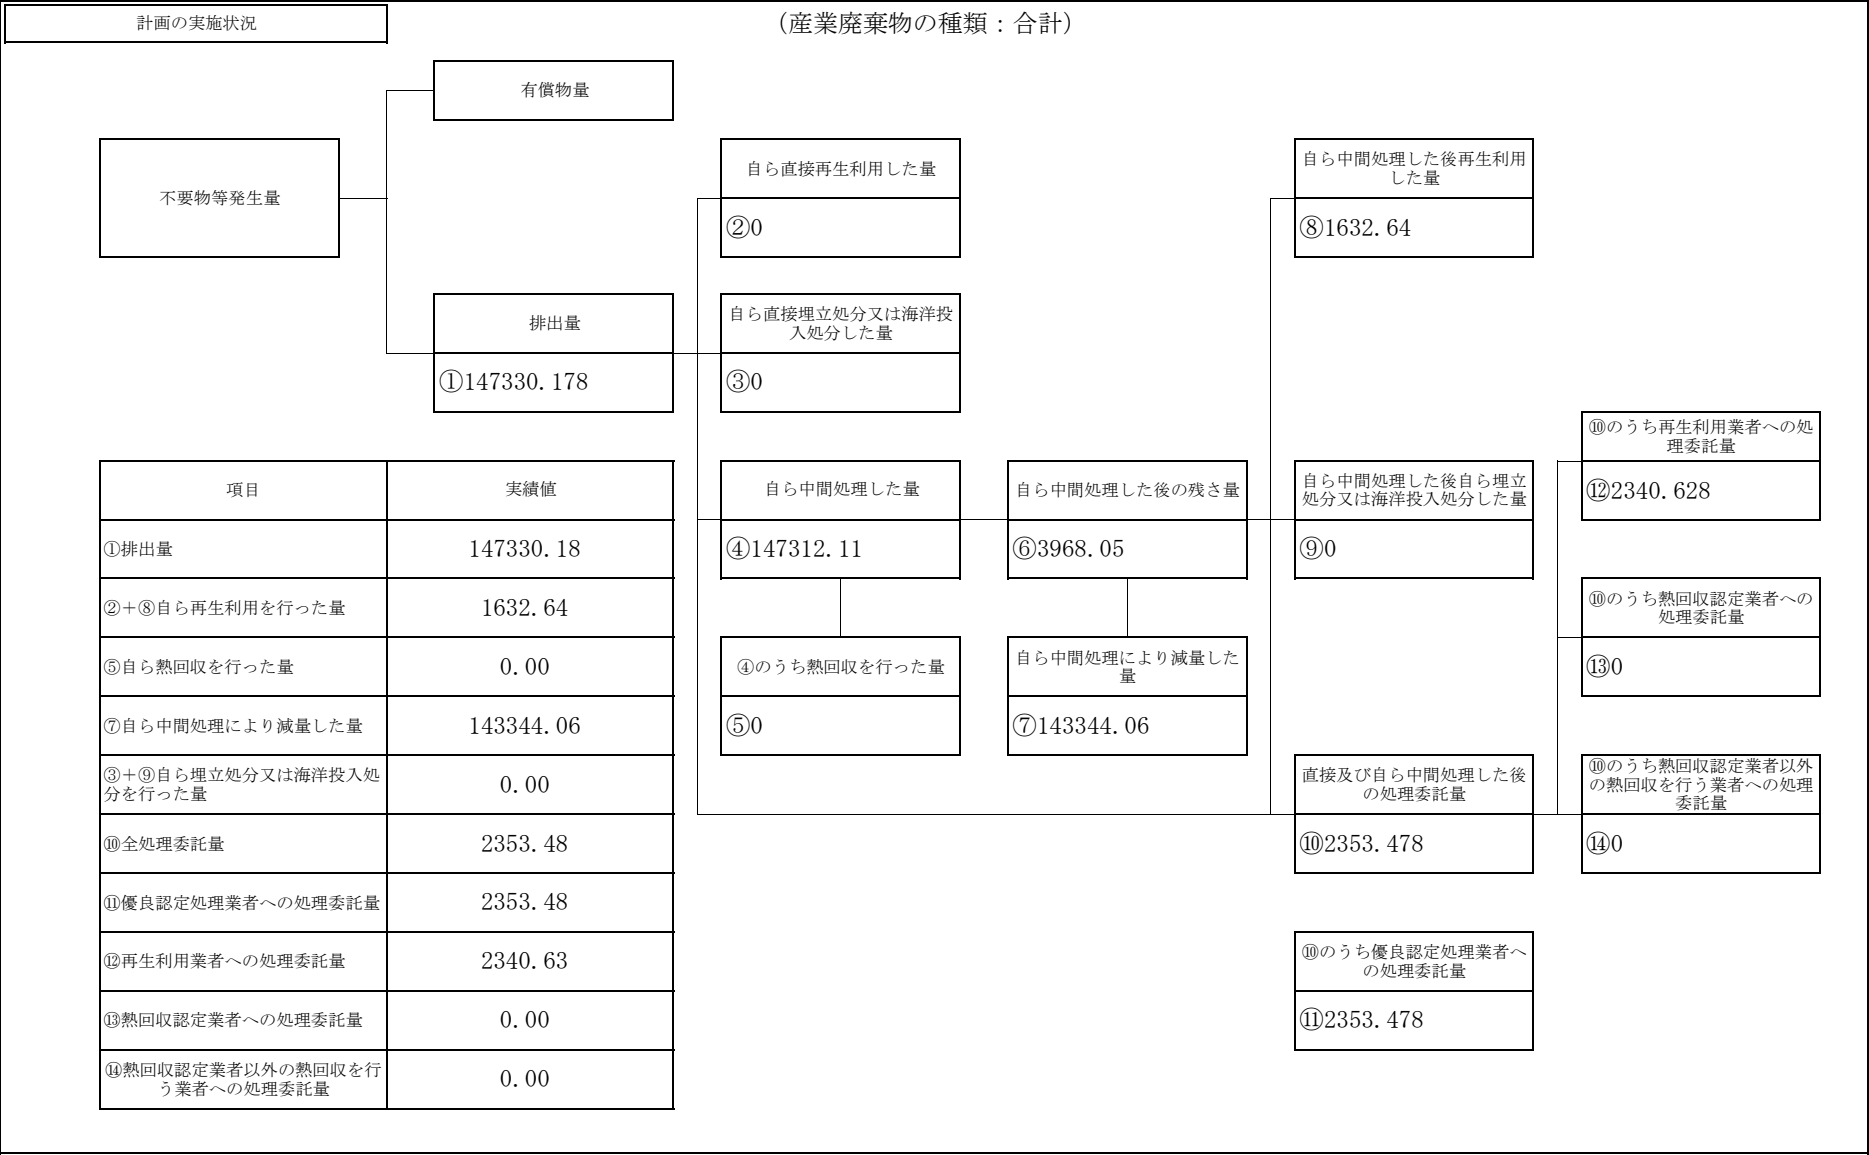 計画の実施状況
（産業廃棄物の種類：合計）
有償物量
不要物等発生量
自ら直接再生利用した量
②0
自ら中間処理した後再生利用
した量
⑧1632.64
排出量
①147330.178
自ら直接埋立処分又は海洋投
入処分した量
③0
⑩のうち再生利用業者への処
理委託量
⑫2340.628
自ら中間処理した量
④147312.11
自ら中間処理した後の残さ量
⑥3968.05
自ら中間処理した後自ら埋立
処分又は海洋投入処分した量
⑨0
⑩のうち熱回収認定業者への
処理委託量
⑬0
④のうち熱回収を行った量
⑤0
自ら中間処理により減量した
量
⑦143344.06
直接及び自ら中間処理した後
の処理委託量
⑩2353.478
⑩のうち熱回収認定業者以外
の熱回収を行う業者への処理
委託量
⑭0
⑩のうち優良認定処理業者へ
の処理委託量
⑪2353.478
項目 実績値
①排出量 147330.18
②＋⑧自ら再生利用を行った量 1632.64
⑤自ら熱回収を行った量 0.00
⑦自ら中間処理により減量した量 143344.06
③＋⑨自ら埋立処分又は海洋投入処
分を行った量 0.00
⑩全処理委託量 2353.48
⑪優良認定処理業者への処理委託量 2353.48
⑫再生利用業者への処理委託量 2340.63
⑬熱回収認定業者への処理委託量 0.00
⑭熱回収認定業者以外の熱回収を行
う業者への処理委託量 0.00